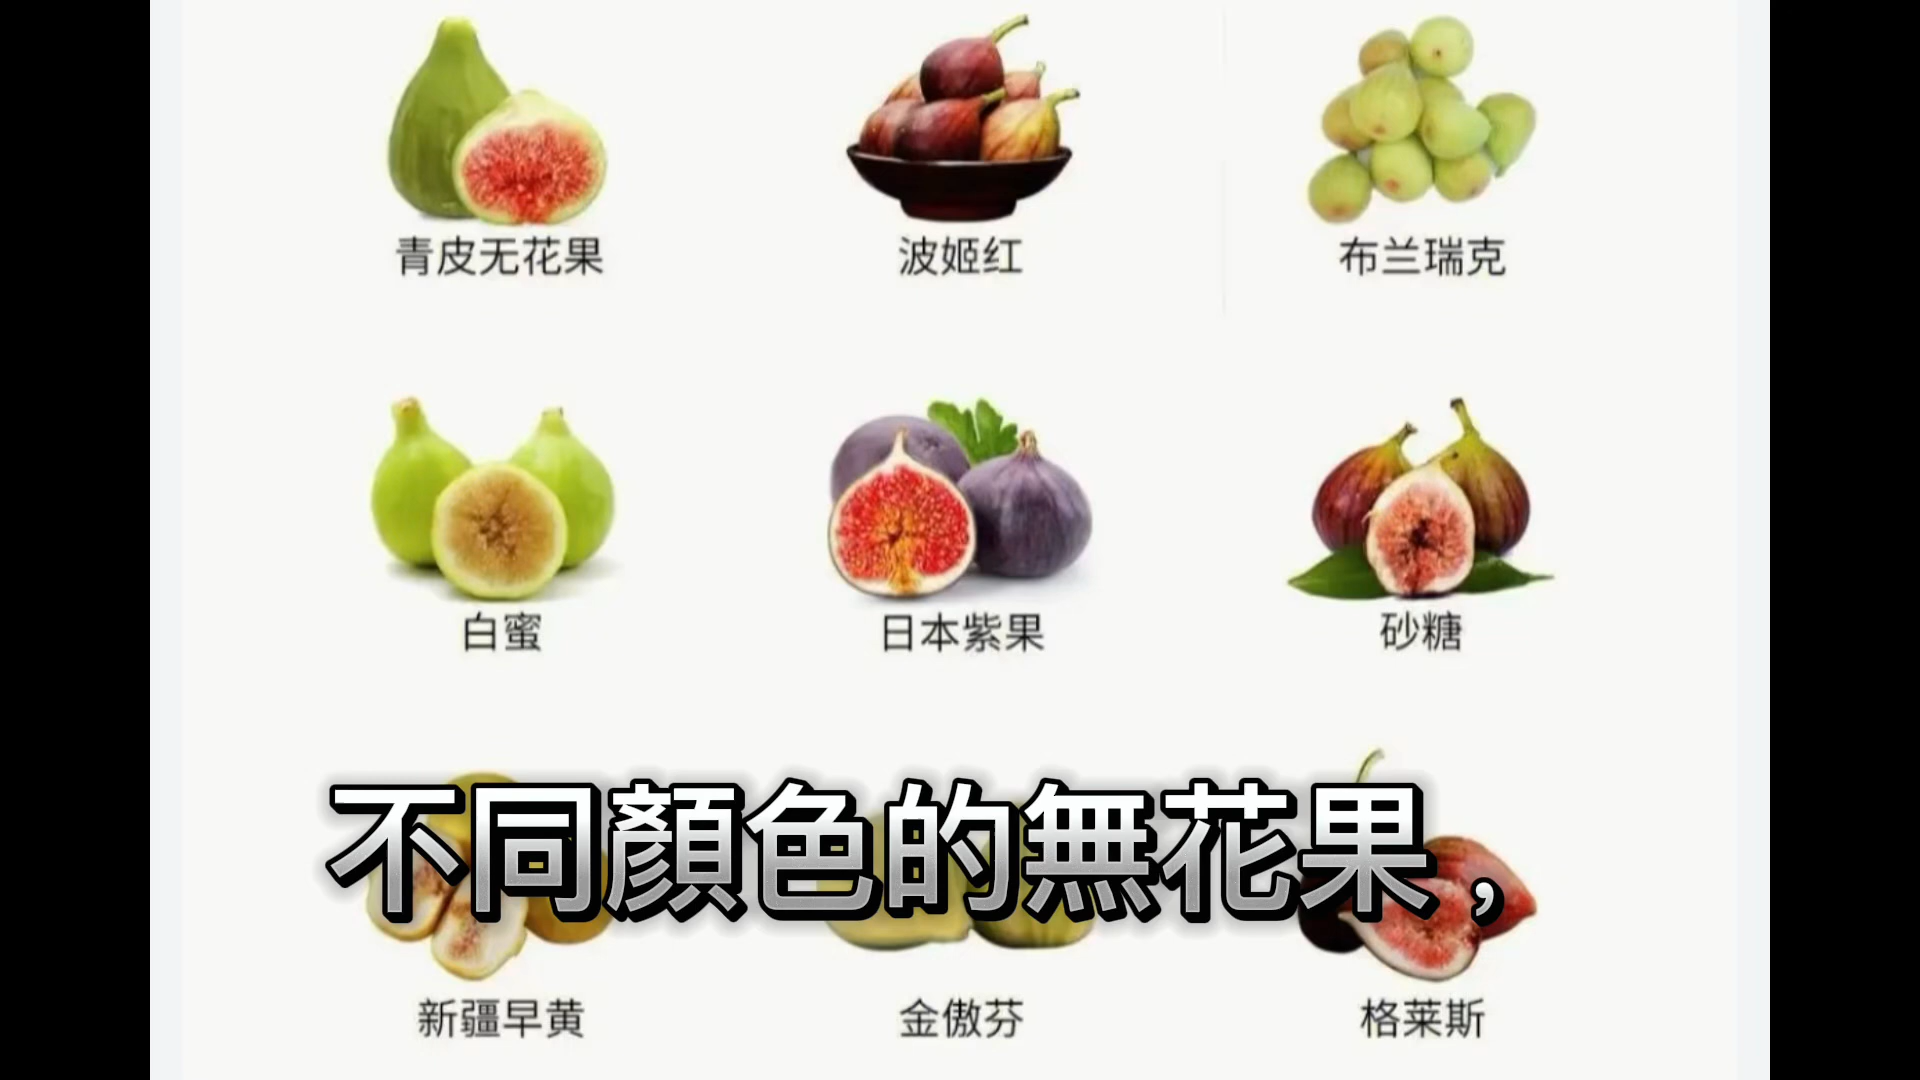 青皮无花果
波姬红
布兰瑞克
白蜜
日本紫果
砂糖
不同顏色的無花果，
新疆早黄
金傲芬
格莱斯